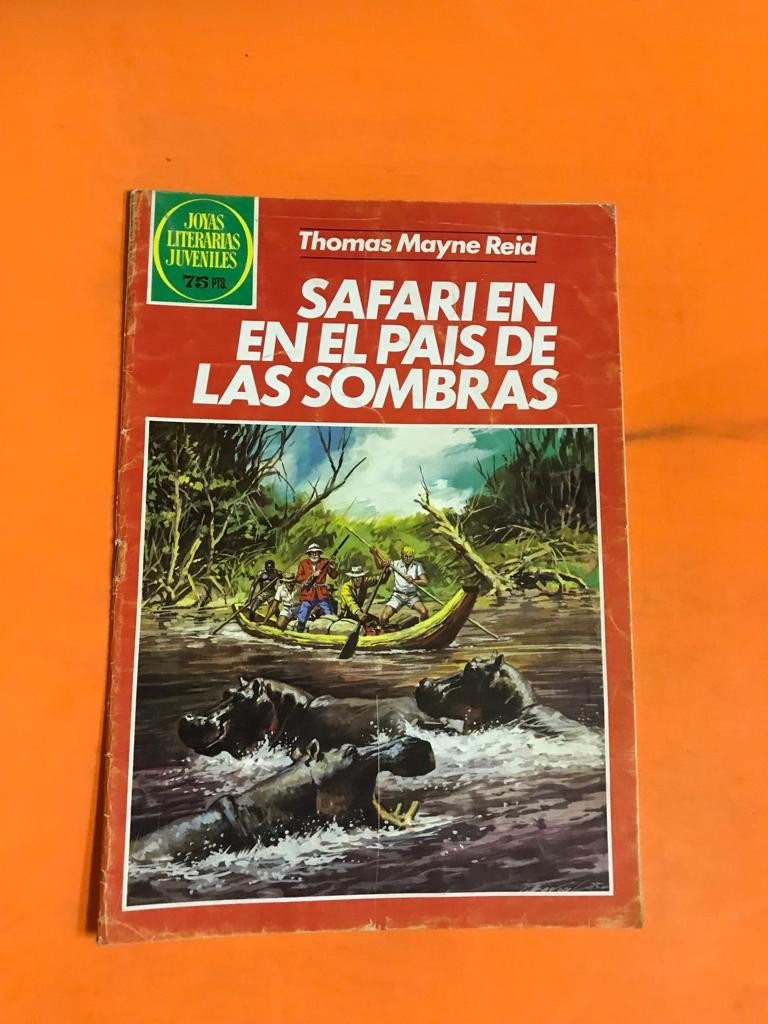 JOYAS
LITERARIAS
JUVENILES
75 PTS.
Thomas Mayne Reid
SAFARI EN
EN EL PAIS DE
LAS SOMBRAS